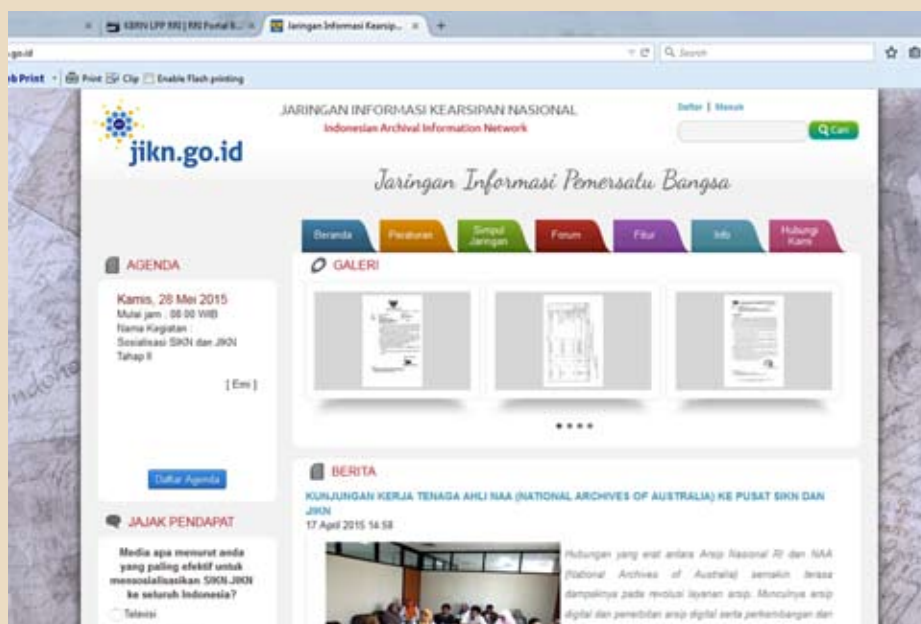 KBRN LPP RRI | RRI Portal B...
Jaringan Informasi Kearsip...
go.id
Search
Print
Print
Clip
Enable Flash printing
jikn.go.id
JARINGAN INFORMASI KEARSIPAN NASIONAL
Indonesian Archival Information Network
Daftar | Masuk
Cari
Jaringan Informasi Pemersatu Bangsa
Beranda
Peraturan
Simpul Jaringan
Forum
Fitur
Info
Hubungi Kami
AGENDA
Kamis, 28 Mei 2015
Mulai jam : 08:00 WIB
Nama Kegiatan :
Sosialisasi SIKN dan JIKN
Tahap II
[ Emi ]
Daftar Agenda
GALERI
JAJAK PENDAPAT
Media apa menurut anda
yang paling efektif untuk
mensosialisasikan SIKN-JIKN
ke seluruh Indonesia?
Televisi
BERITA
KUNJUNGAN KERJA TENAGA AHLI NAA (NATIONAL ARCHIVES OF AUSTRALIA) KE PUSAT SIKN DAN
JIKN
17 April 2015 14:58
Hubungan yang erat antara Arsip Nasional RI dan NAA
(National Archives of Australia) semakin terasa
dampaknya pada revolusi layanan arsip. Munculnya arsip
digital dan penerbitan arsip digital serta perkembangan dan